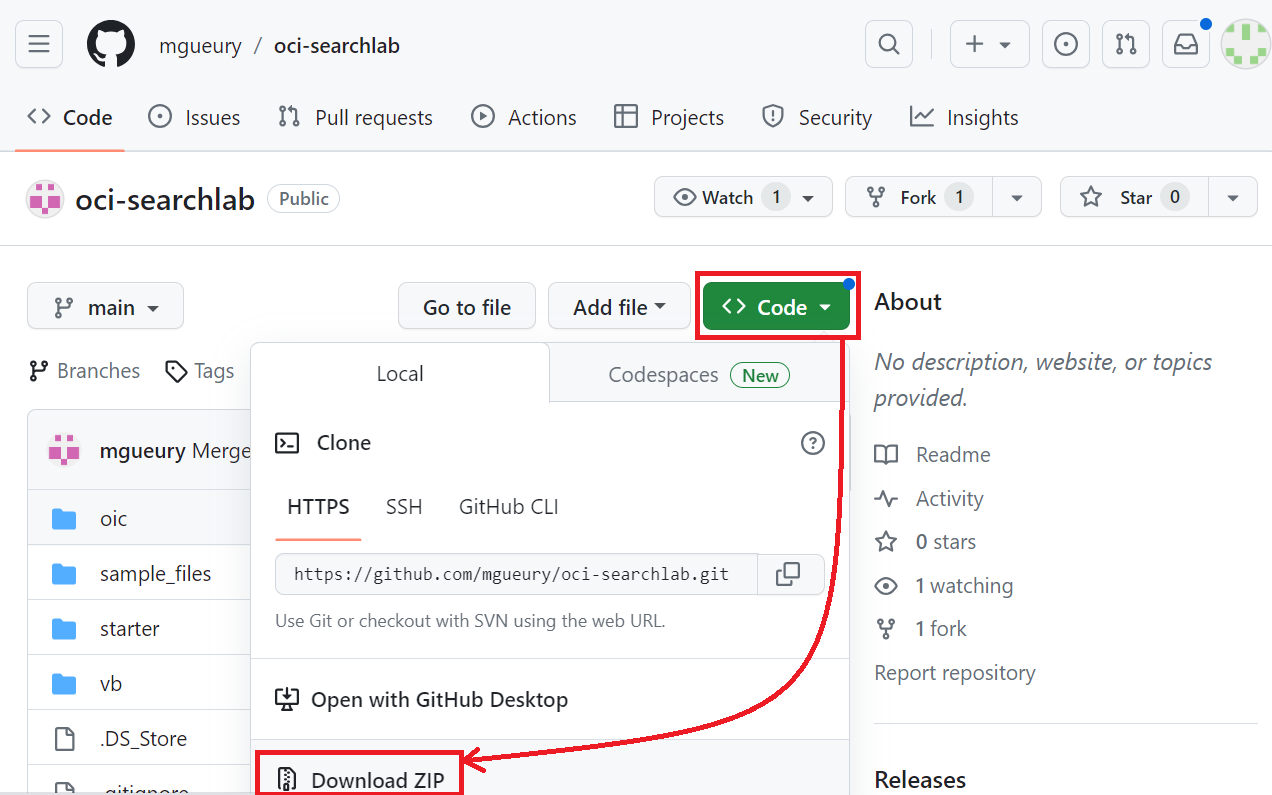 mgueury / oci-searchlab
Code Issues Pull requests Actions Projects Security Insights
oci-searchlab Public
Watch 1 Fork 1 Star 0
main Go to file Add file Code
Branches Tags
Local Codespaces New
Clone
HTTPS SSH GitHub CLI
https://github.com/mgueury/oci-searchlab.git
Use Git or checkout with SVN using the web URL.
Open with GitHub Desktop
Download ZIP
mgueury Merge
oic
sample_files
starter
vb
.DS_Store
.gitignore
About
No description, website, or topics
provided.
Readme
Activity
0 stars
1 watching
1 fork
Report repository
Releases